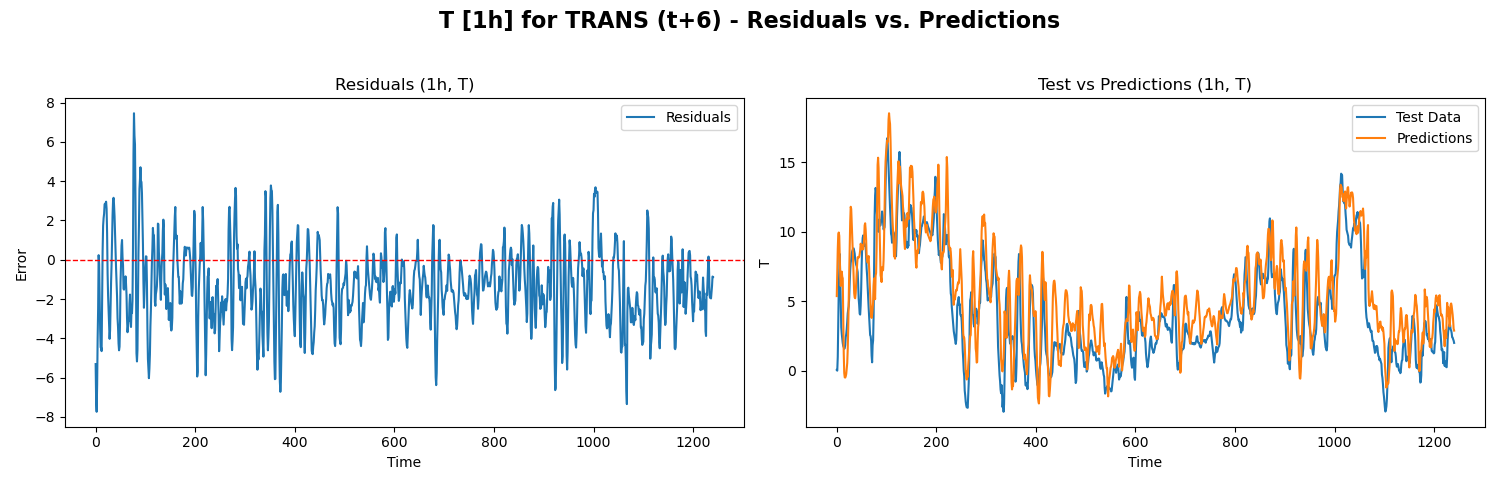 T [1h] for TRANS (t+6) - Residuals vs. Predictions
Residuals (1h, T)
8
6
4
2
0
−2
−4
−6
−8
Error
Residuals
0
200
400
600
800
1000
1200
Time
Test vs Predictions (1h, T)
15
10
5
0
T
Test Data
Predictions
0
200
400
600
800
1000
1200
Time